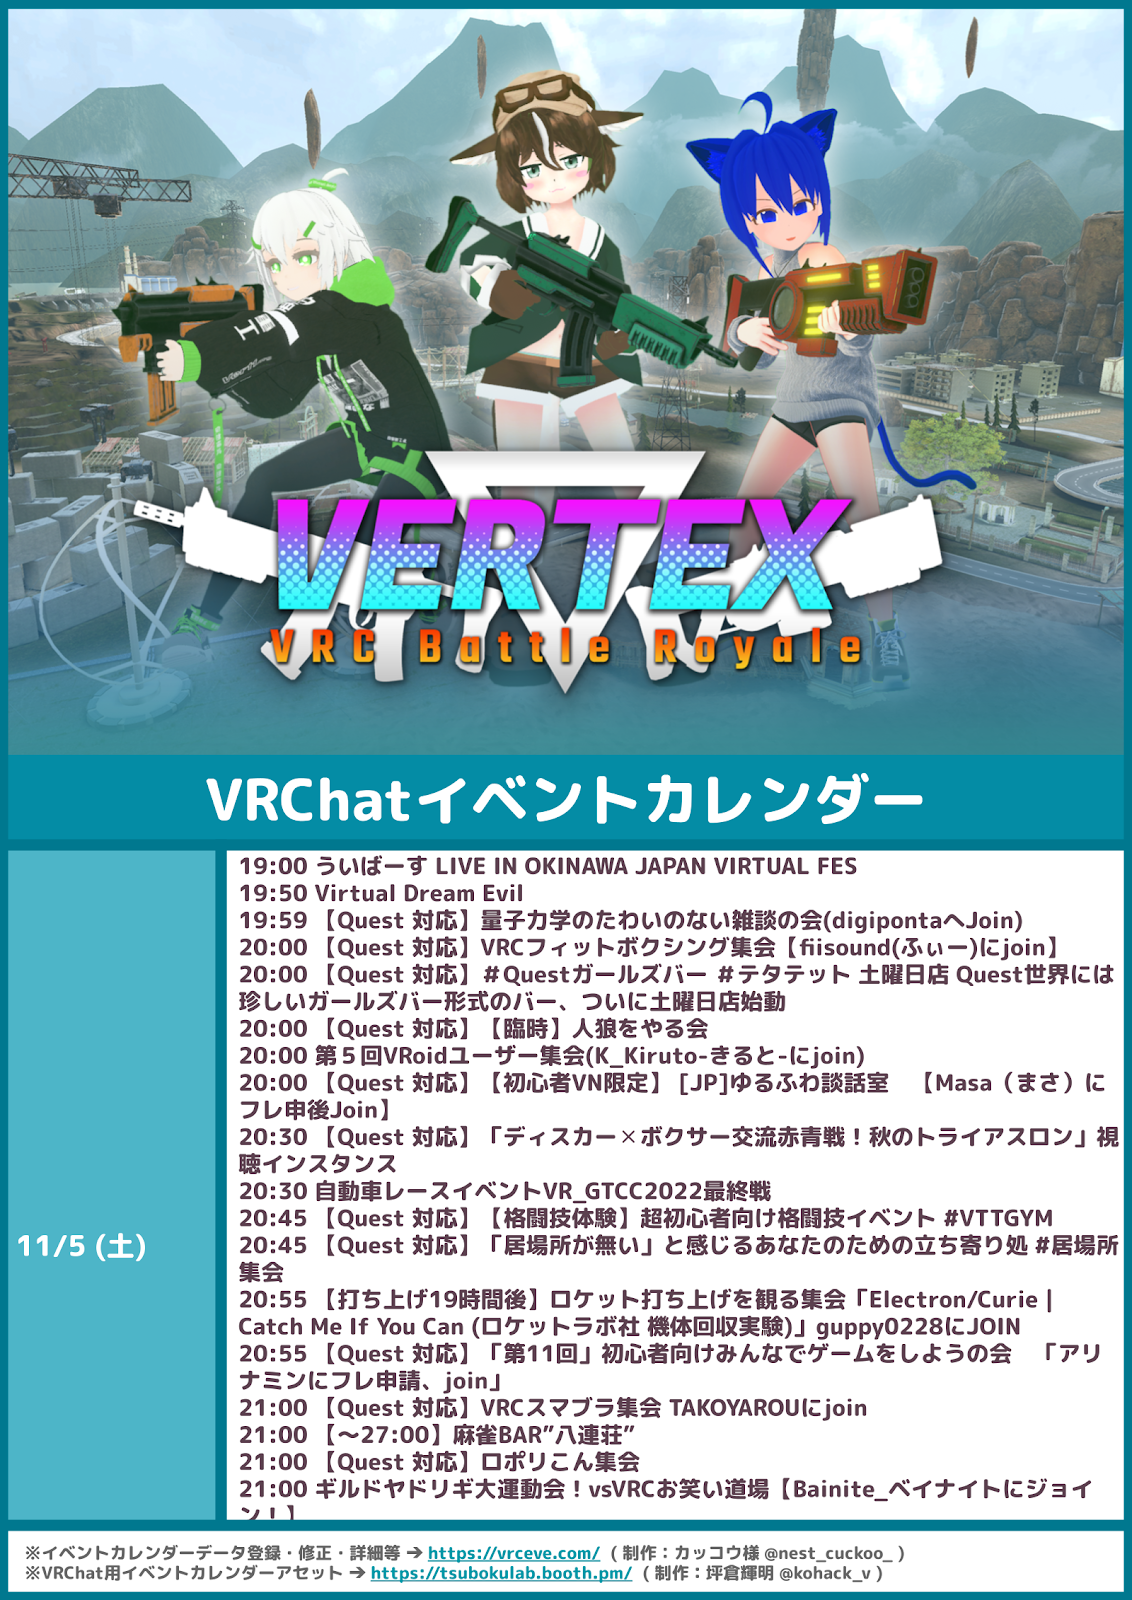 VERTEX
VRC Battle Royale
VRChatイベントカレンダー
11/5 (土)
19:00 ういばーす LIVE IN OKINAWA JAPAN VIRTUAL FES
19:50 Virtual Dream Evil
19:59 【Quest 対応】量子力学のたわいのない雑談の会(digipontaへJoin)
20:00 【Quest 対応】VRCフィットボクシング集会【fiisound(ふぃー)にjoin】
20:00 【Quest 対応】＃Questガールズバー ＃テタテット 土曜日店 Quest世界には
珍しいガールズバー形式のバー、ついに土曜日店始動
20:00 【Quest 対応】【臨時】人狼をやる会
20:00 第５回VRoidユーザー集会(K_Kiruto-きると-にjoin)
20:00 【Quest 対応】【初心者VN限定】[JP]ゆるふわ談話室　【Masa（まさ）に
フレ申後Join】
20:30 【Quest 対応】「ディスカー×ボクサー交流赤青戦！秋のトライアスロン」視
聴インスタンス
20:30 自動車レースイベントVR_GTCC2022最終戦
20:45 【Quest 対応】【格闘技体験】超初心者向け格闘技イベント #VTTGYM
20:45 【Quest 対応】「居場所が無い」と感じるあなたのための立ち寄り処 #居場所
集会
20:55 【打ち上げ19時間後】ロケット打ち上げを観る集会「Electron/Curie |
Catch Me If You Can (ロケットラボ社 機体回収実験)」guppy0228にJOIN
20:55 【Quest 対応】「第11回」初心者向けみんなでゲームをしようの会　「アリ
ナミンにフレ申請、join」
21:00 【Quest 対応】VRCスマブラ集会 TAKOYAROUにjoin
21:00 【～27:00】麻雀BAR”八連荘”
21:00 【Quest 対応】ロポリこん集会
21:00 ギルドヤドリギ大運動会！vsVRCお笑い道場【Bainite_ベイナイトにジョイ
ン！】
※イベントカレンダーデータ登録・修正・詳細等 ➔ https://vrceve.com/ ( 制作：カッコウ様 @nest_cuckoo_ )
※VRChat用イベントカレンダーアセット ➔ https://tsubokulab.booth.pm/ ( 制作：坪倉輝明 @kohack_v )